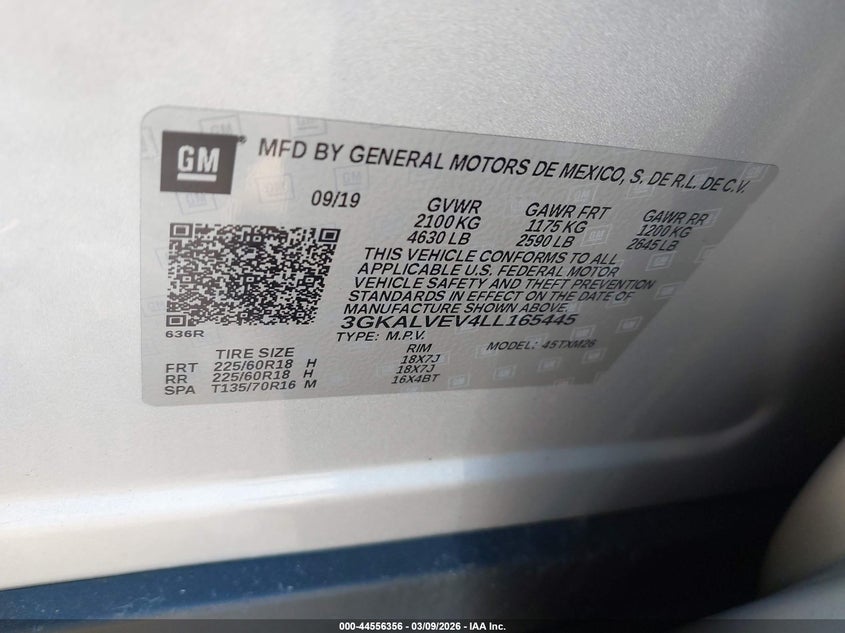 GM MFD BY GENERAL MOTORS DE MEXICO, S. DE R.L. DE C.V.
09/19 GVWR GAWR FRT GAWR RR
2100 KG 1175 KG 1200 KG
4630 LB 2590 LB 2645 LB
THIS VEHICLE CONFORMS TO ALL
APPLICABLE U.S. FEDERAL MOTOR
VEHICLE SAFETY AND THEFT PREVENTION
STANDARDS IN EFFECT ON THE DATE OF
MANUFACTURE SHOWN ABOVE.
3GKALVEV4LL165445
636R
TYPE: M.P.V. MODEL: 45TXM26
TIRE SIZE RIM
FRT 225/60R18 H 18X7J
RR 225/60R18 H 18X7J
SPA T135/70R16 M 16X4BT
000-44556356 - 03/09/2026 - IAA Inc.